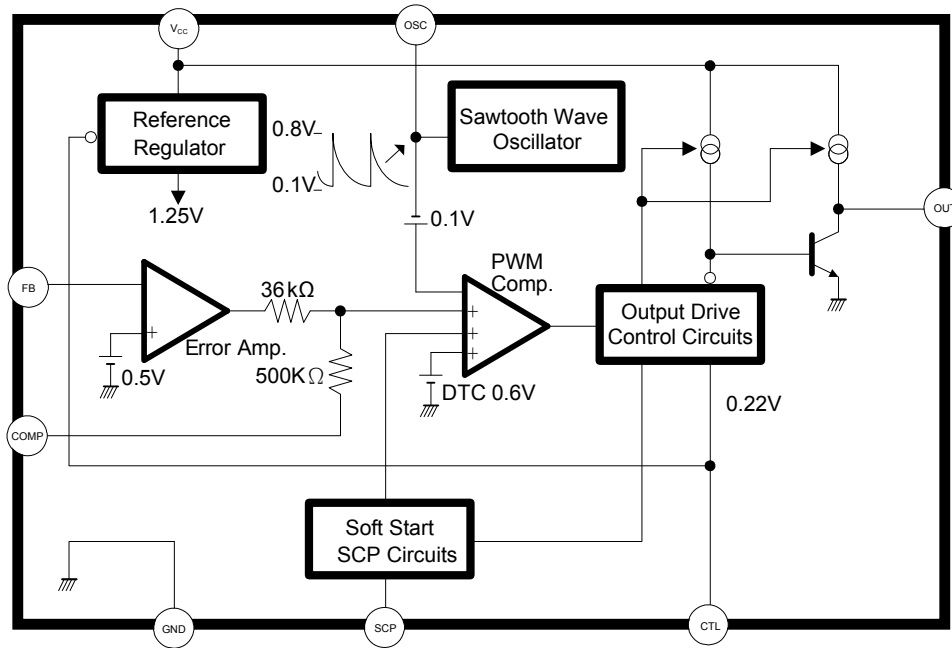 Vcc
OSC
Reference
Regulator
0.8V
0.1V
Sawtooth Wave
Oscillator
1.25V
0.1V
OUT
FB
PWM
Comp.
36kΩ
+
+
+
+
Error Amp.
0.5V
500KΩ
DTC 0.6V
Output Drive
Control Circuits
0.22V
COMP
Soft Start
SCP Circuits
GND
SCP
CTL